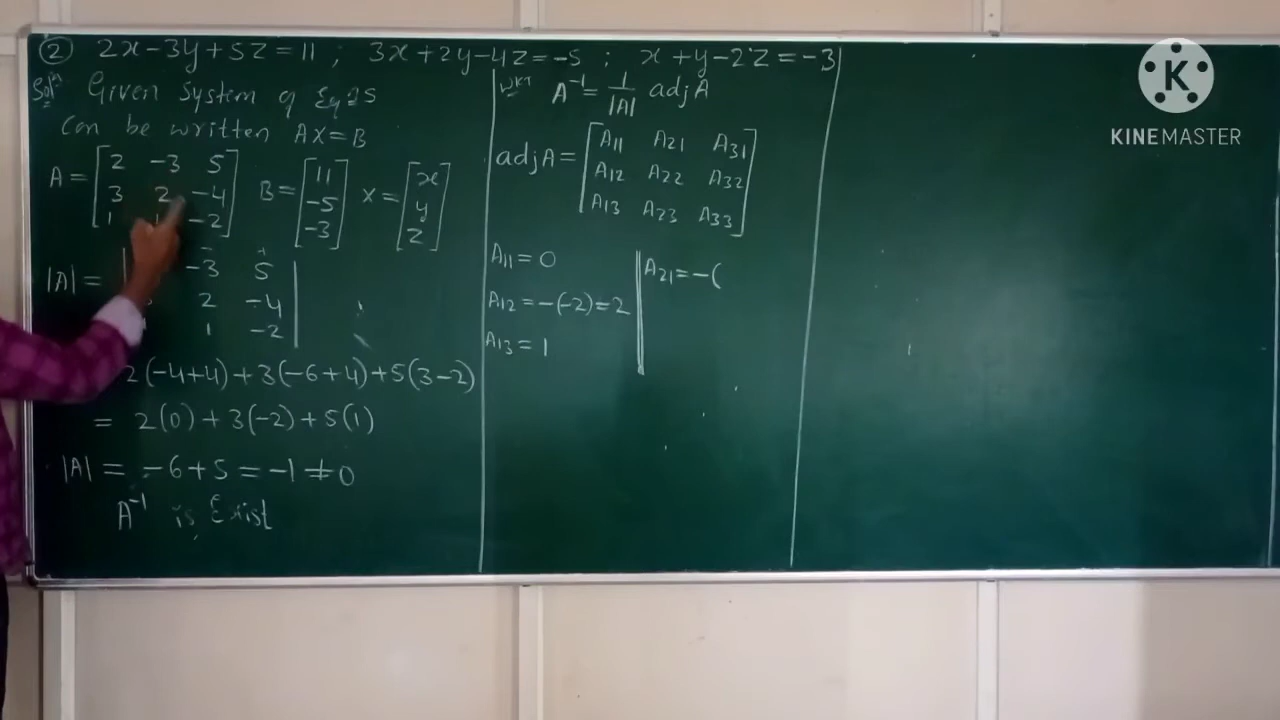 ② 2x-3y+5z=11 ; 3x+2y-4z=-5 ; x+y-2z=-3
Solⁿ Given System of Eq
can be written AX=B
A = [ 2 -3 5
3 2 -4
1 1 -2 ] B = [ 11
-5
-3 ] X = [ x
y
z ]
|A| = | -3 5
2 -4
1 -2 |
2(-4+4)+3(-6+4)+5(3-2)
= 2(0)+3(-2)+5(1)
|A| = -6+5 = -1 ≠ 0
A⁻¹ is Exist
WKT A⁻¹ = 1/|A| adjA
adjA = [ A11 A21 A31
A12 A22 A32
A13 A23 A33 ]
A11 = 0
A12 = -(-2) = 2
A13 = 1
A21 = -(
K
KINEMASTER